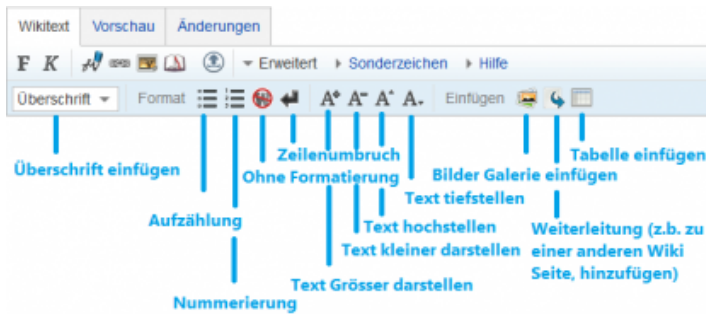 Wikitext Vorschau Änderungen
F K Erweitert Sonderzeichen Hilfe
Überschrift Format A A A A Einfügen
Zeilenumbruch Tabelle einfügen
Überschrift einfügen Ohne Formatierung Bilder Galerie einfügen
Text tiefstellen
Aufzählung Text hochstellen Weiterleitung (z.b. zu
Text kleiner darstellen einer anderen Wiki
Seite, hinzufügen)
Text Grösser darstellen
Nummerierung